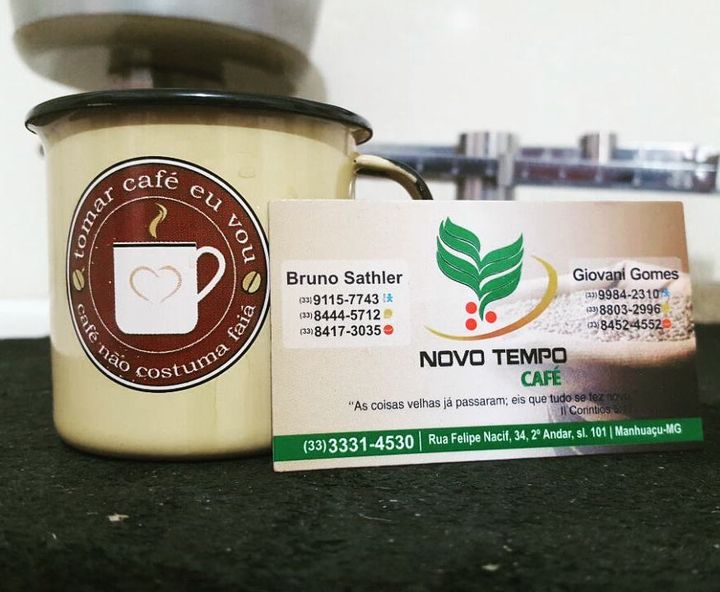 tomar café eu vou
café não costuma faiá
Bruno Sathler
(33) 9115-7743
(33) 8444-5712
(33) 8417-3035
NOVO TEMPO
CAFÉ
Giovani Gomes
(33) 9984-2310
(33) 8803-2996
(33) 8452-4552
"As coisas velhas já passaram; eis que tudo se fez
II Coríntios
(33) 3331-4530 | Rua Felipe Nacif, 34, 2º Andar, sl. 101 | Manhuaçu-MG